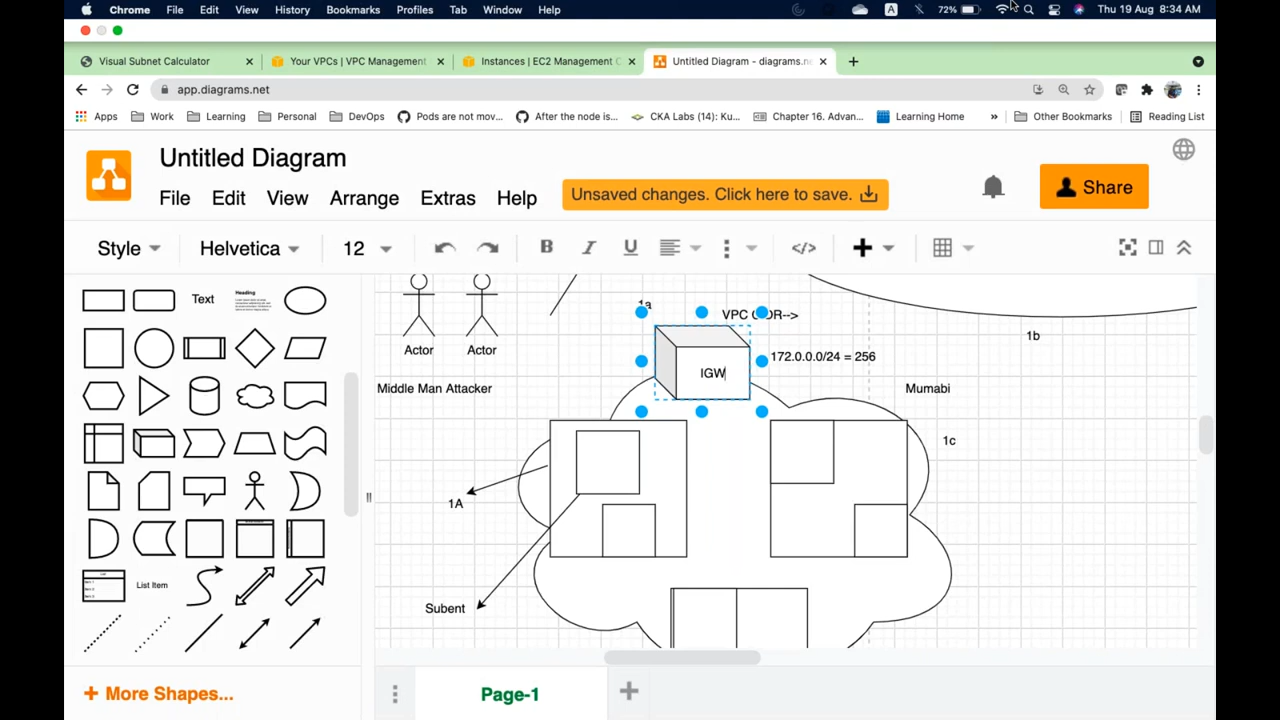 Chrome File Edit View History Bookmarks Profiles Tab Window Help A 72% Thu 19 Aug 8:34 AM
Visual Subnet Calculator Your VPCs | VPC Management Instances | EC2 Management C Untitled Diagram - diagrams.ne
app.diagrams.net
Apps Work Learning Personal DevOps Pods are not mov... After the node is... CKA Labs (14): Ku... Chapter 16. Advan... Learning Home » Other Bookmarks Reading List
Untitled Diagram
File Edit View Arrange Extras Help
Unsaved changes. Click here to save.
Share
Style Helvetica 12 B I U
Text
Heading
List Item
More Shapes...
Actor Actor
Middle Man Attacker
1a
VPC CIDR-->
172.0.0.0/24 = 256
IGW
1b
Mumabi
1c
1A
Subent
Page-1